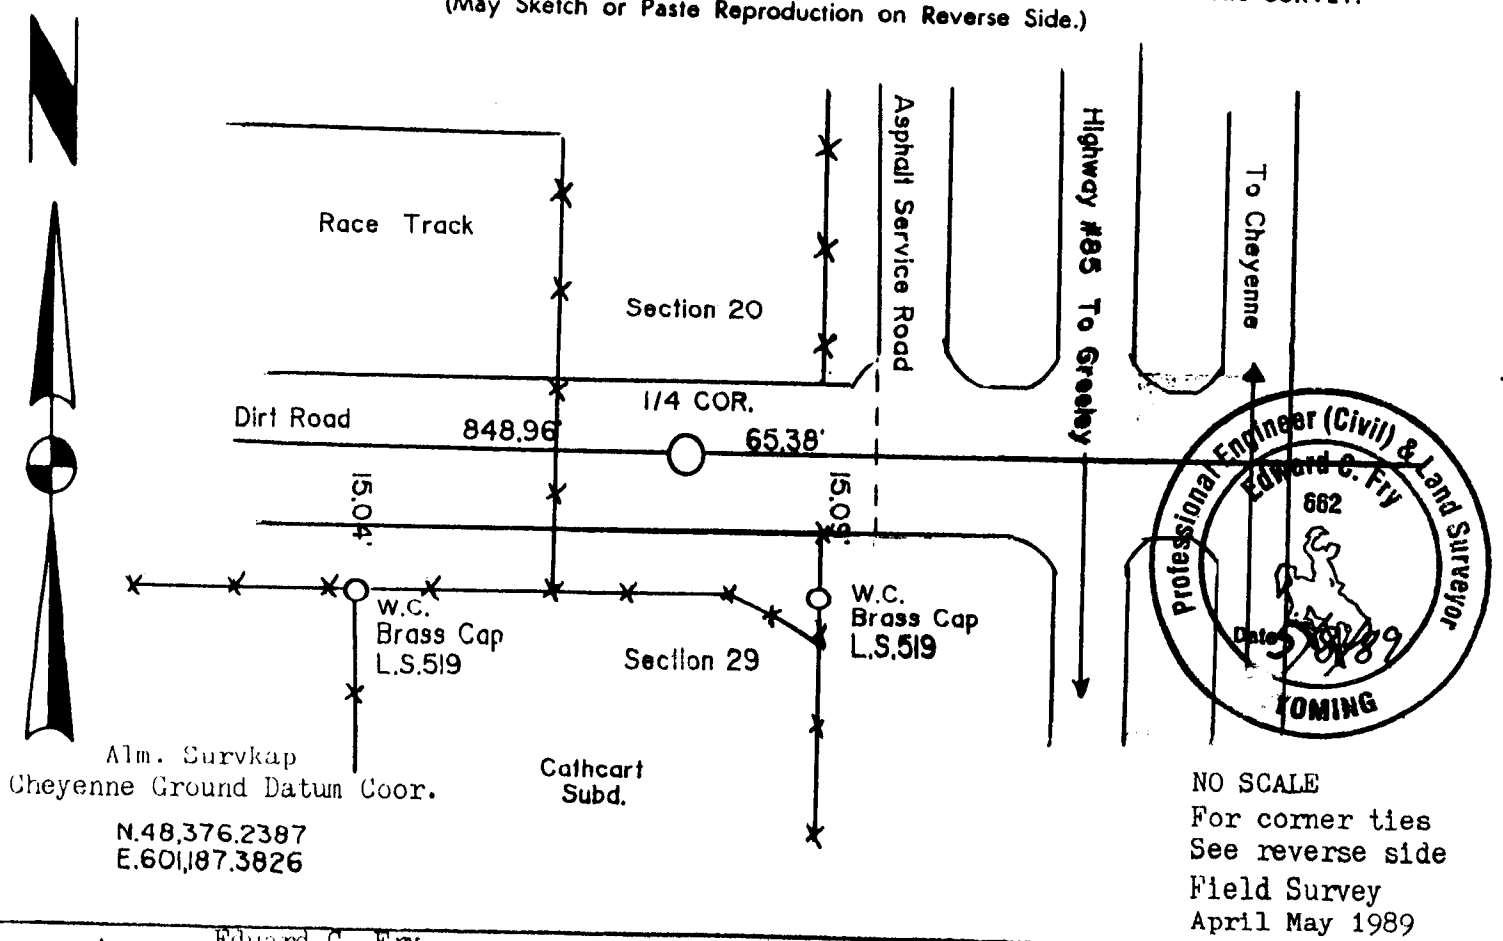 (May Sketch or Paste Reproduction on Reverse Side.)
SURVEY.
N
Race Track
Section 20
Asphalt Service Road
Highway #85 To Greeley
To Cheyenne
1/4 COR.
Dirt Road
848.96'
65.38'
15.04'
15.09'
W.C.
Brass Cap
L.S.519
W.C.
Brass Cap
L.S.519
Section 29
Cathcart
Subd.
Professional Engineer (Civil) & Land Surveyor
Edward C. Fry
662
Date
YOMING
Alm. Survkap
Cheyenne Ground Datum Coor.
N.48,376.2387
E.601,187.3826
NO SCALE
For corner ties
See reverse side
Field Survey
April May 1989
Edward C. Fry